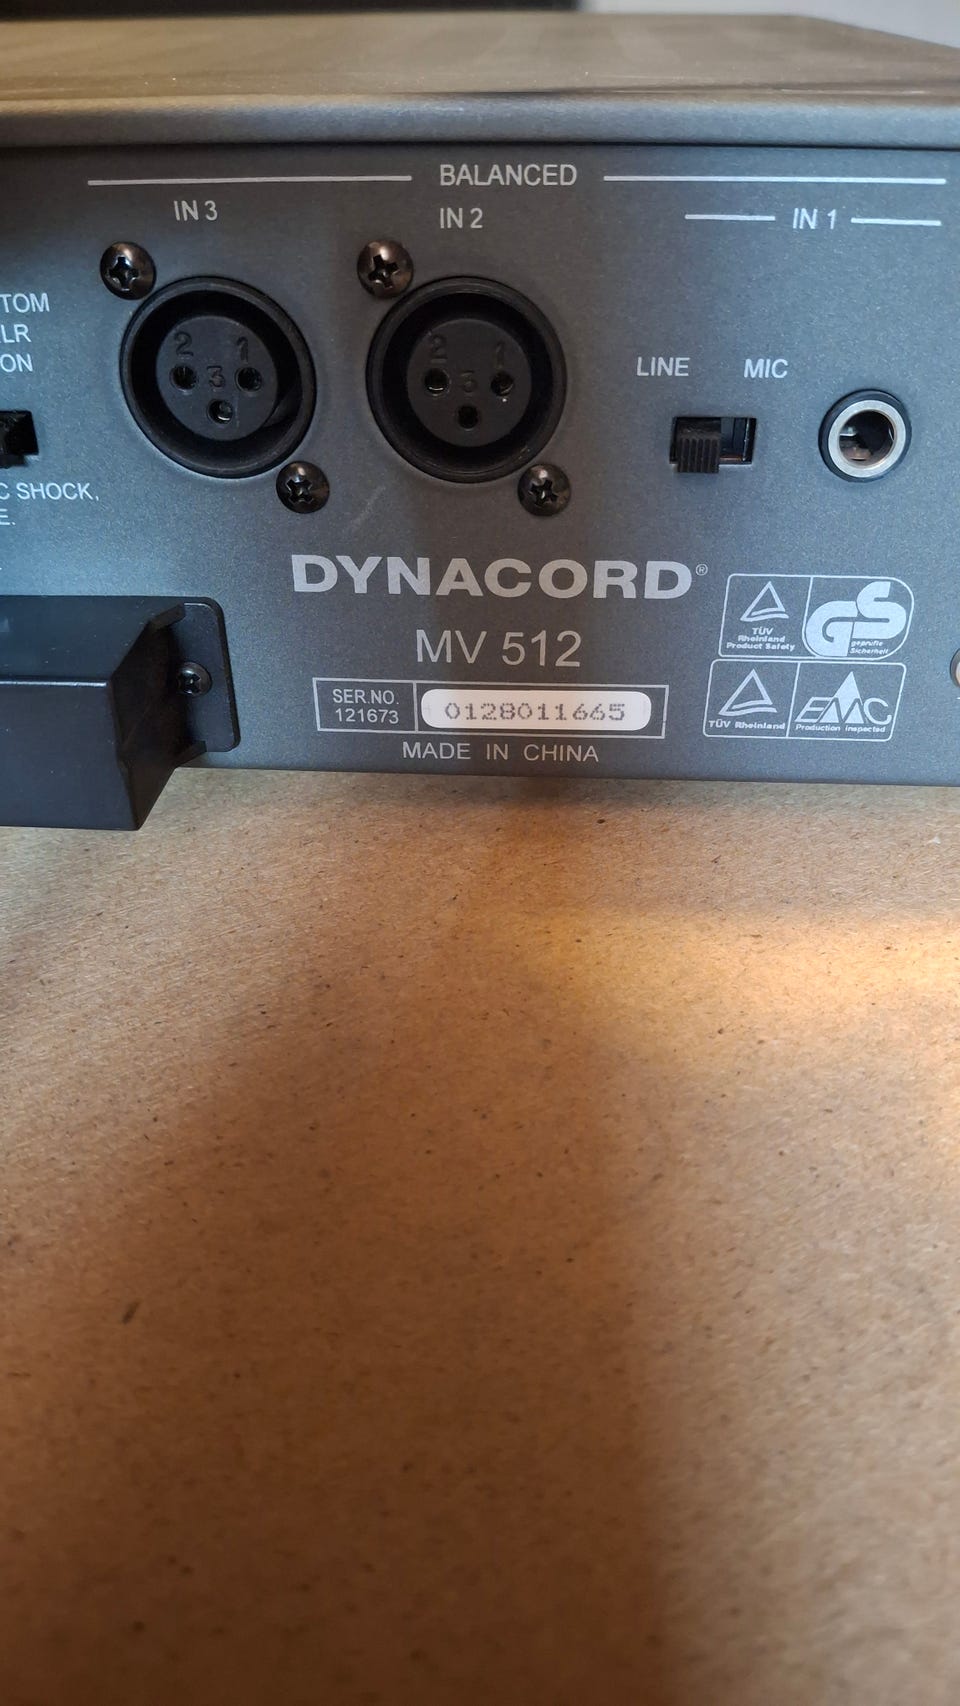 BALANCED
IN 3
IN 2
IN 1
TOM
LR
ON
LINE
MIC
2 1
3
2 1
3
C SHOCK,
E.
DYNACORD®
MV 512
SER.NO.
121673
0128011665
MADE IN CHINA
TÜV
Rheinland
Product Safety
GS
geprüfte
Sicherheit
TÜV Rheinland
EMC
Production inspected